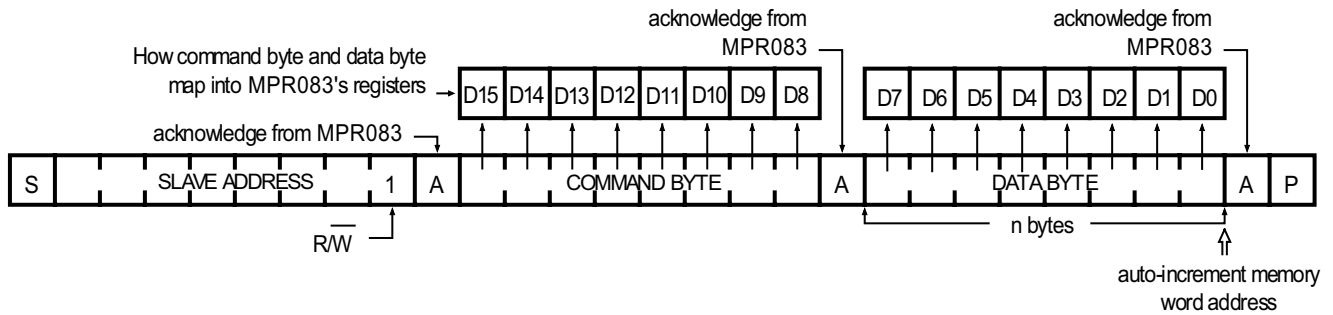 acknowledge from
MPR083
acknowledge from
MPR083
How command byte and data byte
map into MPR083's registers
D15 D14 D13 D12 D11 D10 D9 D8
D7 D6 D5 D4 D3 D2 D1 D0
acknowledge from MPR083
S SLAVE ADDRESS 1 A COMMAND BYTE A DATA BYTE A P
R/W̅
n bytes
auto-increment memory
word address